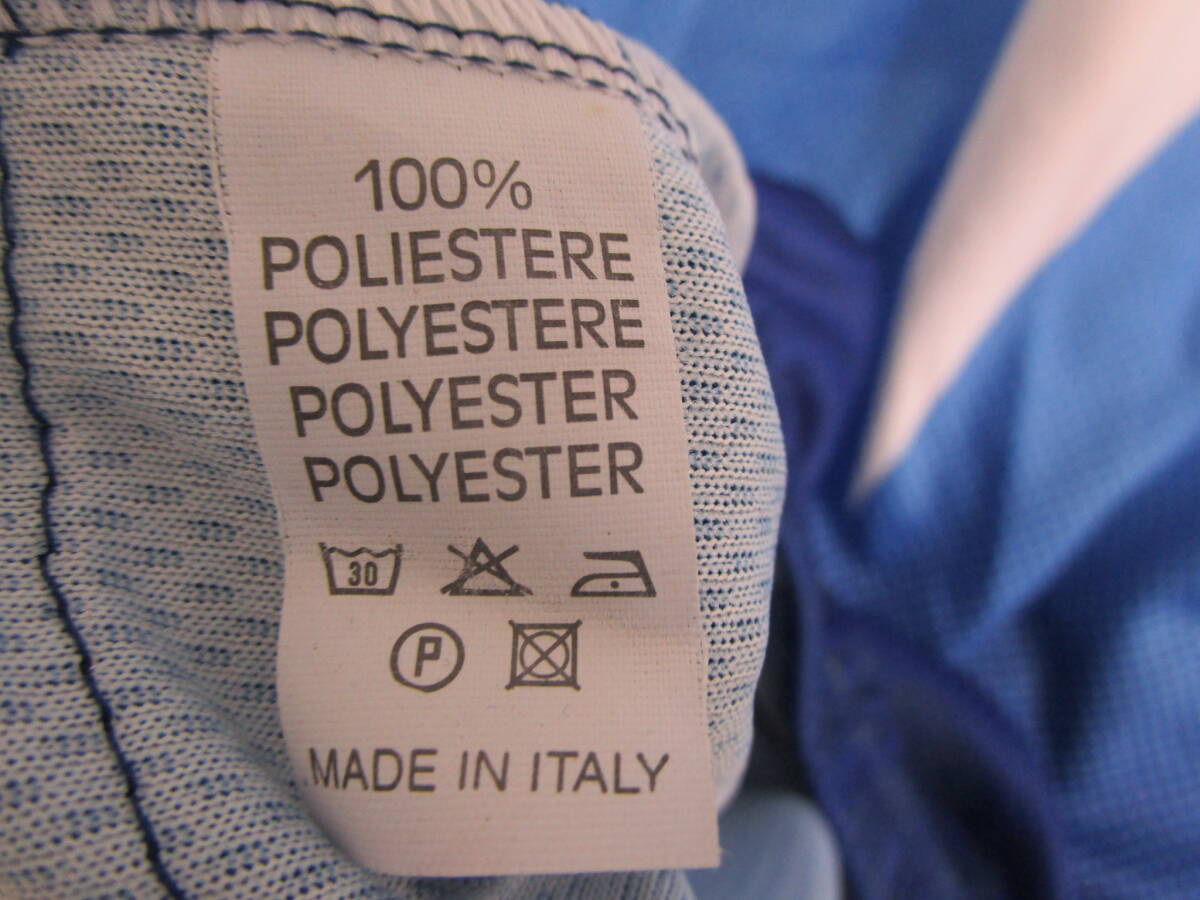 100%
POLIESTERE
POLYESTERE
POLYESTER
POLYESTER
30
P
MADE IN ITALY